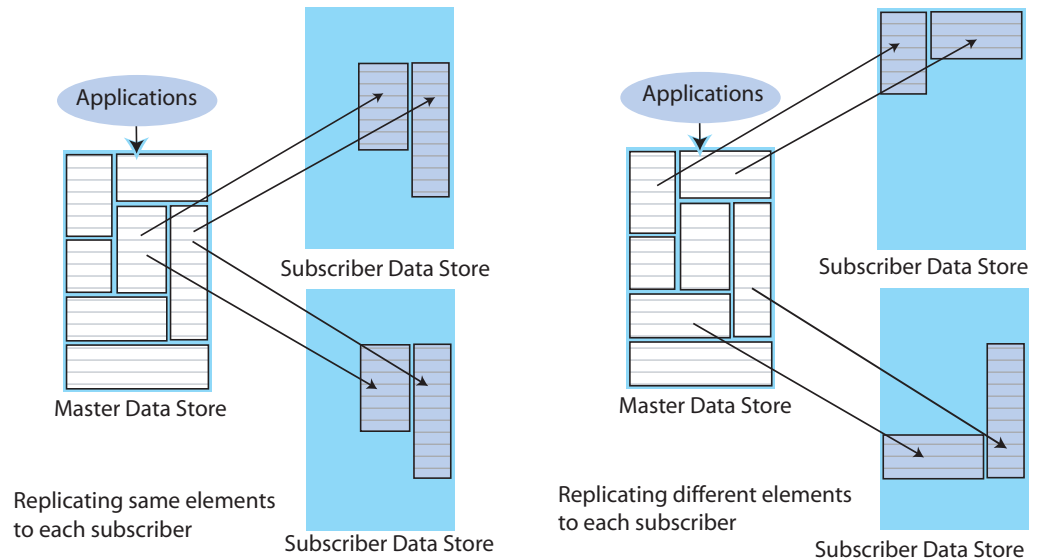 Applications
Subscriber Data Store
Master Data Store
Replicating same elements
to each subscriber
Subscriber Data Store
Applications
Subscriber Data Store
Master Data Store
Replicating different elements
to each subscriber
Subscriber Data Store